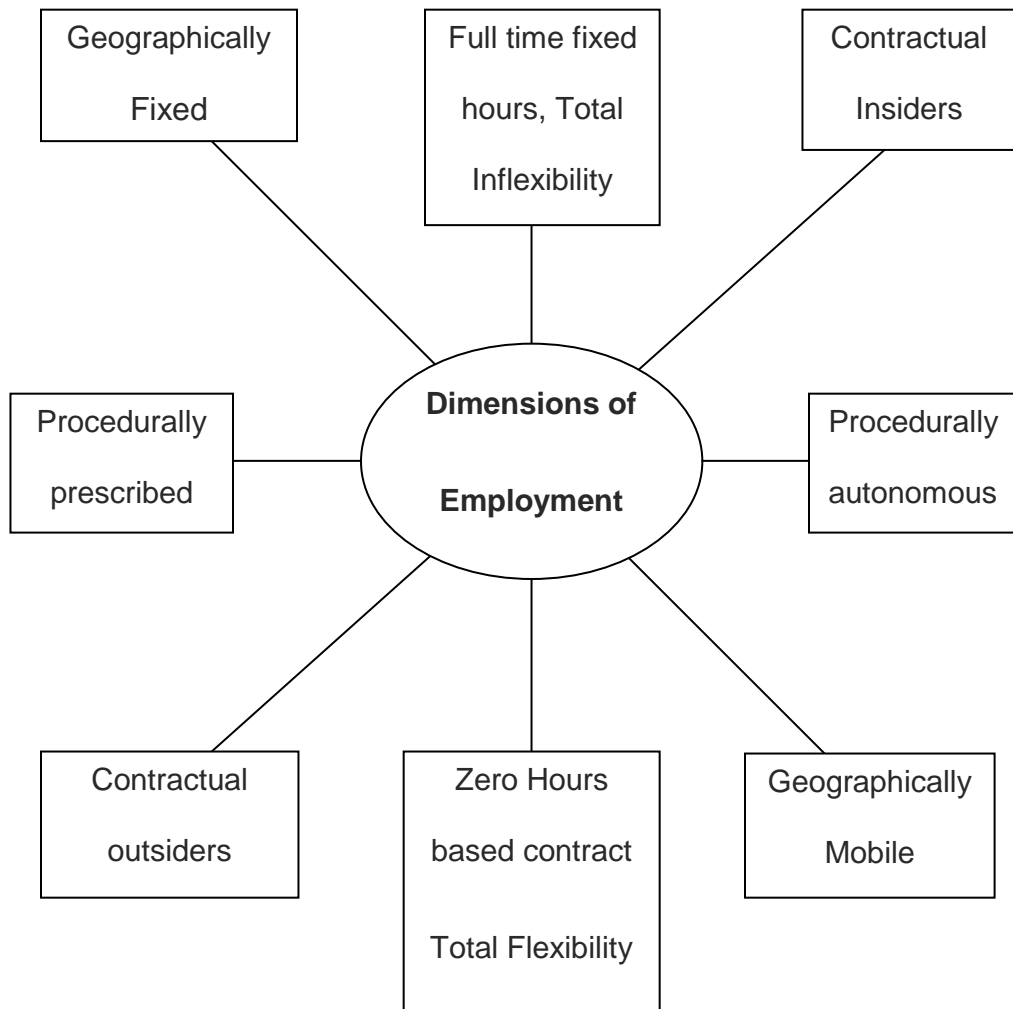 Geographically
Fixed
Full time fixed
hours, Total
Inflexibility
Contractual
Insiders
Procedurally
prescribed
Dimensions of
Employment
Procedurally
autonomous
Contractual
outsiders
Zero Hours
based contract
Total Flexibility
Geographically
Mobile